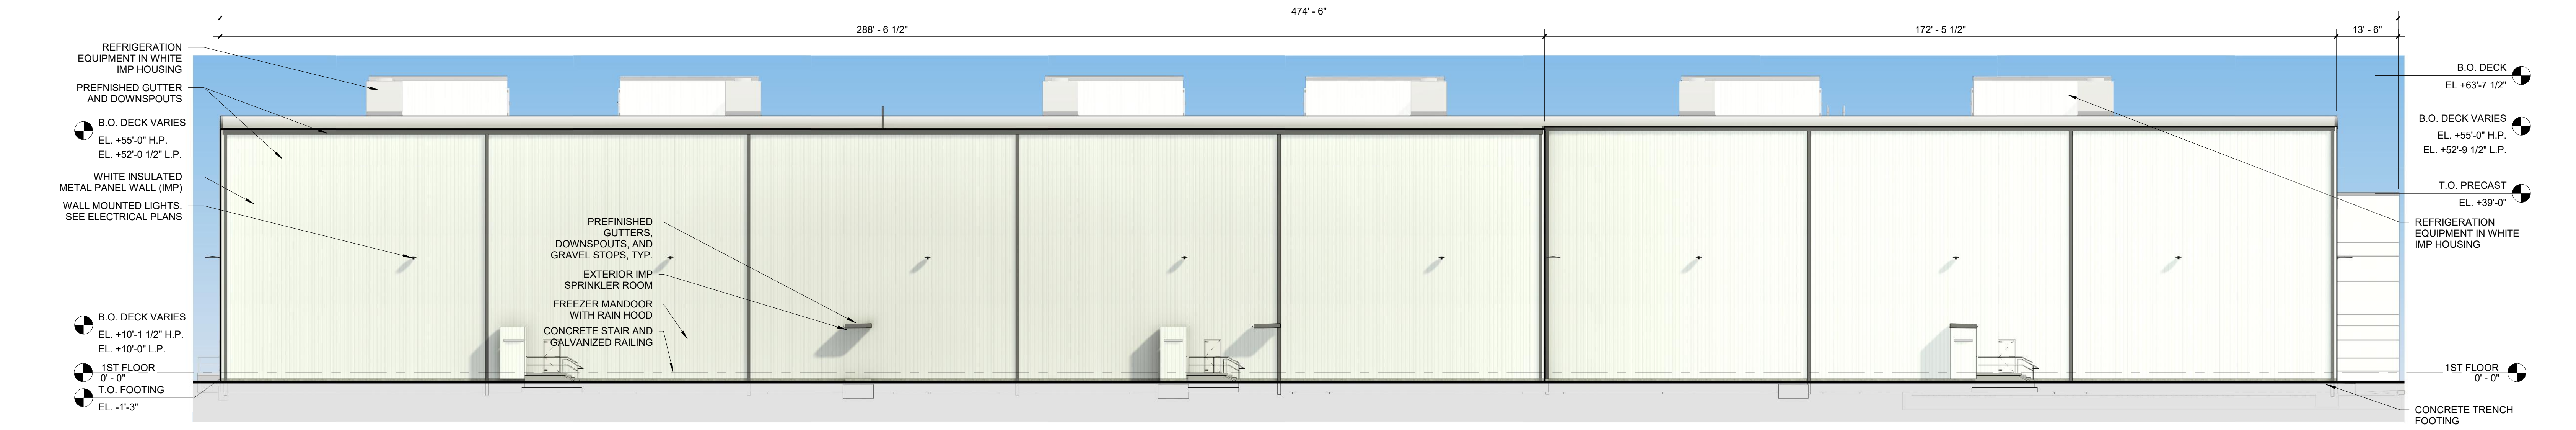 474' - 6"
288' - 6 1/2"
172' - 5 1/2"
13' - 6"
REFRIGERATION
EQUIPMENT IN WHITE
IMP HOUSING
PREFNISHED GUTTER
AND DOWNSPOUTS
B.O. DECK VARIES
EL. +55'-0" H.P.
EL. +52'-0 1/2" L.P.
WHITE INSULATED
METAL PANEL WALL (IMP)
WALL MOUNTED LIGHTS.
SEE ELECTRICAL PLANS
B.O. DECK VARIES
EL. +10'-1 1/2" H.P.
EL. +10'-0" L.P.
1ST FLOOR
0' - 0"
T.O. FOOTING
EL. -1'-3"
PREFINISHED
GUTTERS,
DOWNSPOUTS, AND
GRAVEL STOPS, TYP.
EXTERIOR IMP
SPRINKLER ROOM
FREEZER MANDOOR
WITH RAIN HOOD
CONCRETE STAIR AND
GALVANIZED RAILING
B.O. DECK
EL +63'-7 1/2"
B.O. DECK VARIES
EL. +55'-0" H.P.
EL. +52'-9 1/2" L.P.
T.O. PRECAST
EL. +39'-0"
REFRIGERATION
EQUIPMENT IN WHITE
IMP HOUSING
1ST FLOOR
0' - 0"
CONCRETE TRENCH
FOOTING